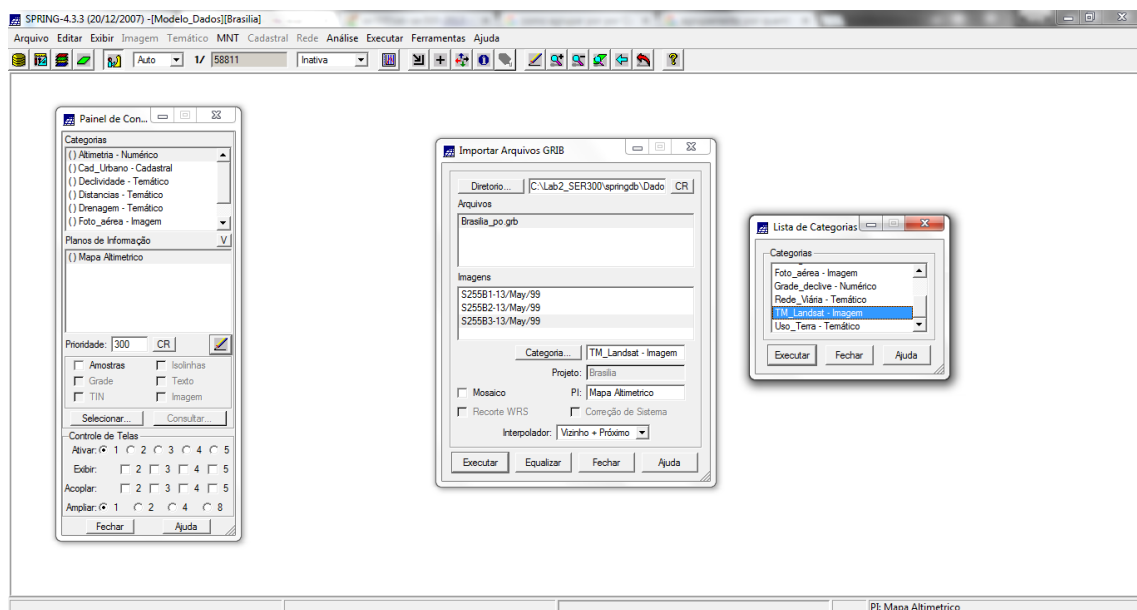 SPRING-4.3.3 (20/12/2007) -[Modelo_Dados][Brasilia]
Arquivo Editar Exibir Imagem Temático MNT Cadastral Rede Análise Executar Ferramentas Ajuda
Auto 1/ 58811 Inativa
Painel de Con...
Categorias
( ) Altimetria - Numérico
( ) Cad_Urbano - Cadastral
( ) Declividade - Temático
( ) Distancias - Temático
( ) Drenagem - Temático
( ) Foto_aérea - Imagem
Planos de Informação V
( ) Mapa Altimetrico
Prioridade: 300 CR
Amostras Isolinhas
Grade Texto
TIN Imagem
Selecionar... Consultar...
Controle de Telas
Ativar: 1 2 3 4 5
Exibir: 2 3 4 5
Acoplar: 2 3 4 5
Ampliar: 1 2 4 8
Fechar Ajuda
Importar Arquivos GRIB
Diretorio... C:\Lab2_SER300\springdb\Dado CR
Arquivos
Brasilia_po.grb
Imagens
S255B1-13/May/99
S255B2-13/May/99
S255B3-13/May/99
Categoria... TM_Landsat - Imagem
Projeto: Brasilia
Mosaico PI: Mapa Altimetrico
Recorte WRS Correção de Sistema
Interpolador: Vizinho + Próximo
Executar Equalizar Fechar Ajuda
Lista de Categorias
Categorias
Foto_aérea - Imagem
Grade_declive - Numérico
Rede_Viária - Temático
TM_Landsat - Imagem
Uso_Terra - Temático
Executar Fechar Ajuda
PI: Mapa Altimetrico